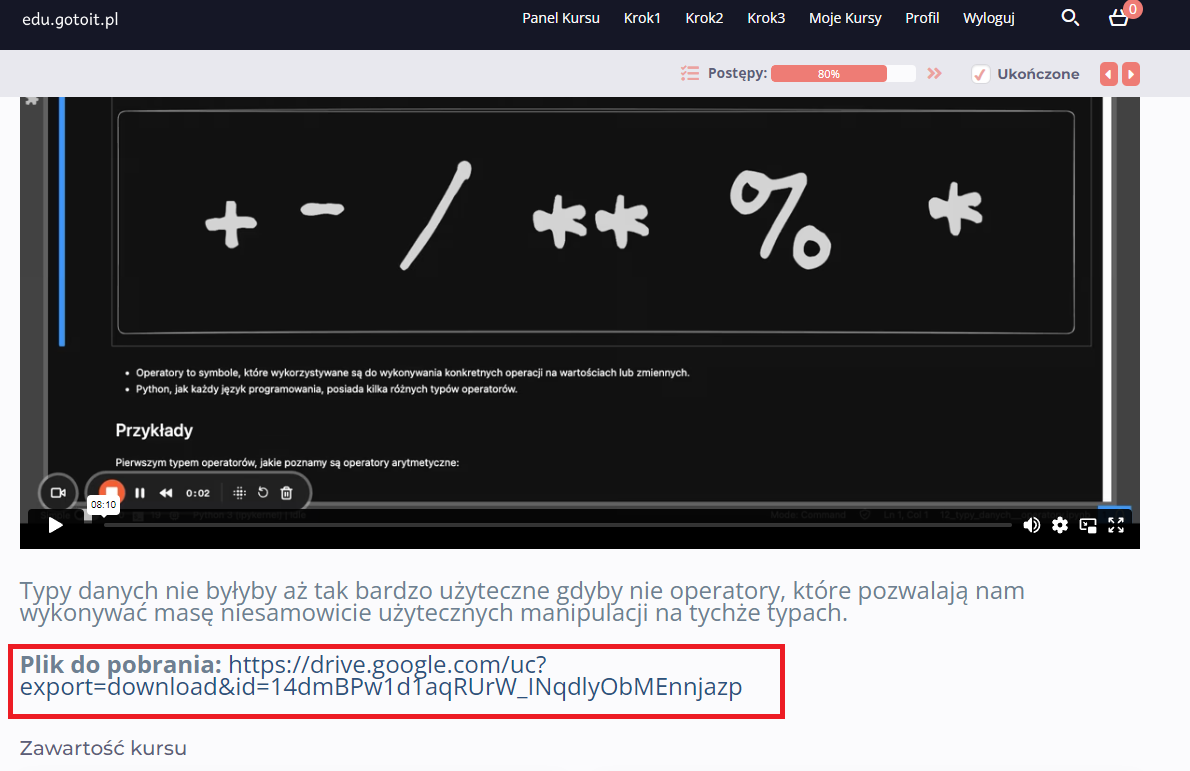 edu.gotoit.pl
Panel Kursu Krok1 Krok2 Krok3 Moje Kursy Profil Wyloguj 0
Postępy: 80% Ukończone
+ - / ** % *
Operatory to symbole, które wykorzystywane są do wykonywania konkretnych operacji na wartościach lub zmiennych.
Python, jak każdy język programowania, posiada kilka różnych typów operatorów.
Przykłady
Pierwszym typem operatorów, jakie poznamy są operatory arytmetyczne:
0:02
08:10
Typy danych nie byłyby aż tak bardzo użyteczne gdyby nie operatory, które pozwalają nam
wykonywać masę niesamowicie użytecznych manipulacji na tychże typach.
Plik do pobrania: https://drive.google.com/uc?
export=download&id=14dmBPw1d1aqRUrW_INqdlyObMEnnjazp
Zawartość kursu